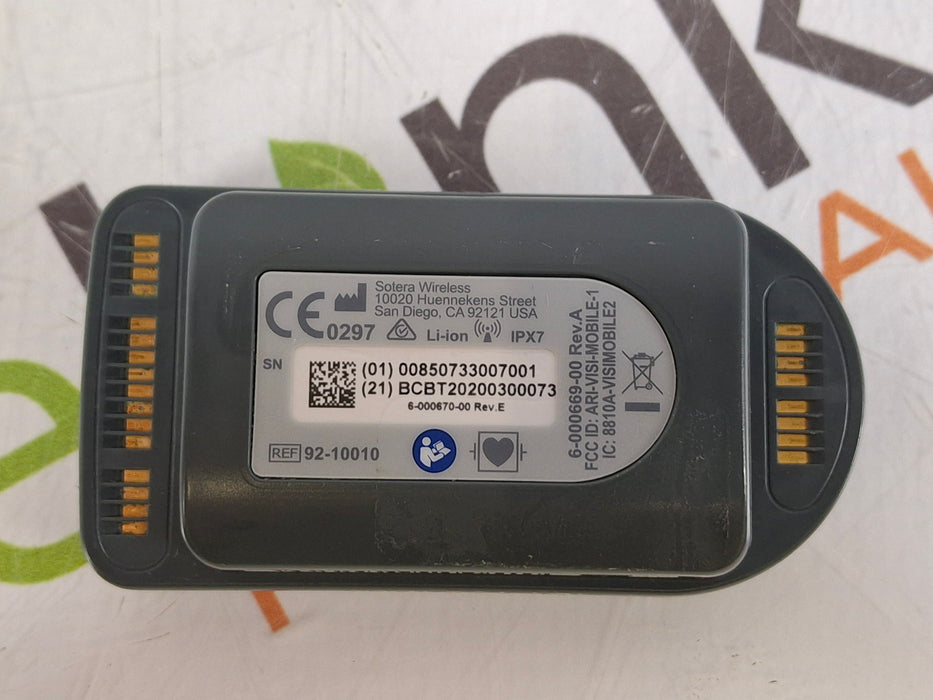 nk
Sotera Wireless
10020 Huennekens Street
San Diego, CA 92121 USA
CE 0297 Li-ion IPX7
SN
(01) 00850733007001
(21) BCBT20200300073
6-000670-00 Rev.E
REF 92-10010
6-000669-00 Rev.A
FCC ID: ARI-VISI-MOBILE-1
IC: 8810A-VISIMOBILE2